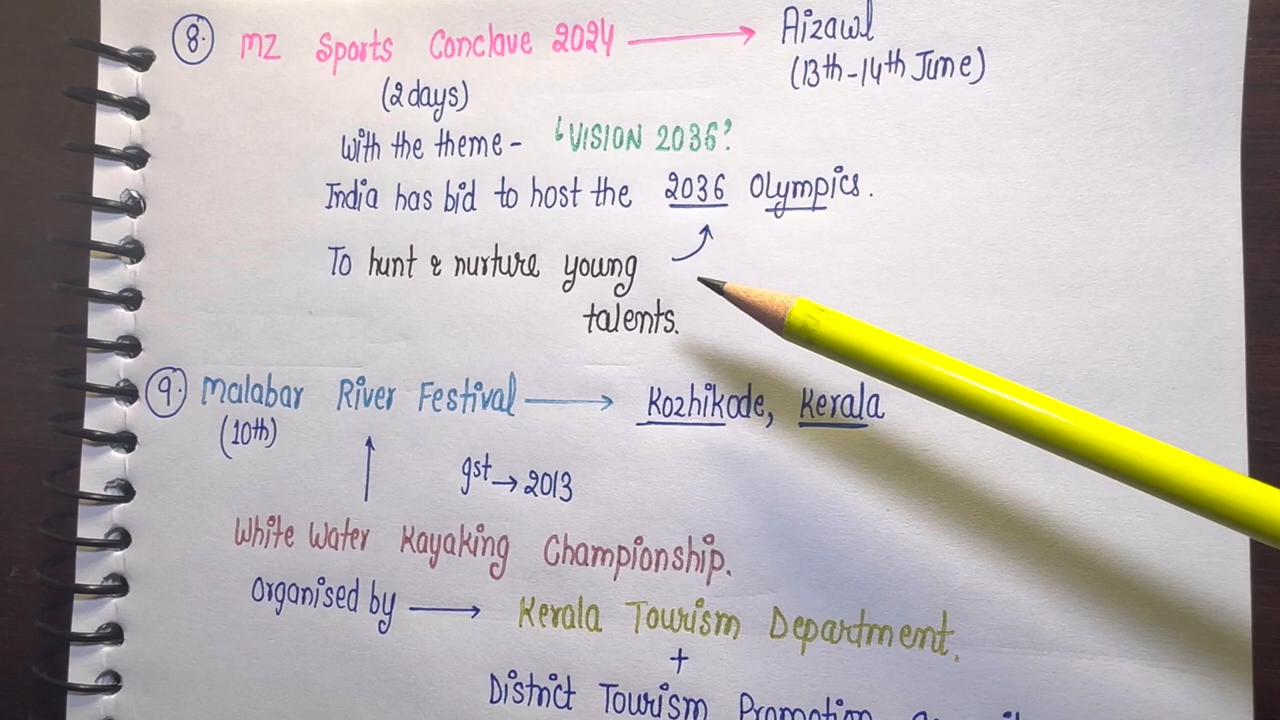 8. MZ Sports Conclave 2024 → Aizawl
(2 days) (13th-14th June)
With the theme - 'VISION 2036'.
India has bid to host the 2036 Olympics.
To hunt & nurture young
talents.
9. Malabar River Festival → Kozhikode, Kerala
(10th)
gst → 2013
White Water Kayaking Championship.
Organised by → Kerala Tourism Department.
+
District Tourism Promotion